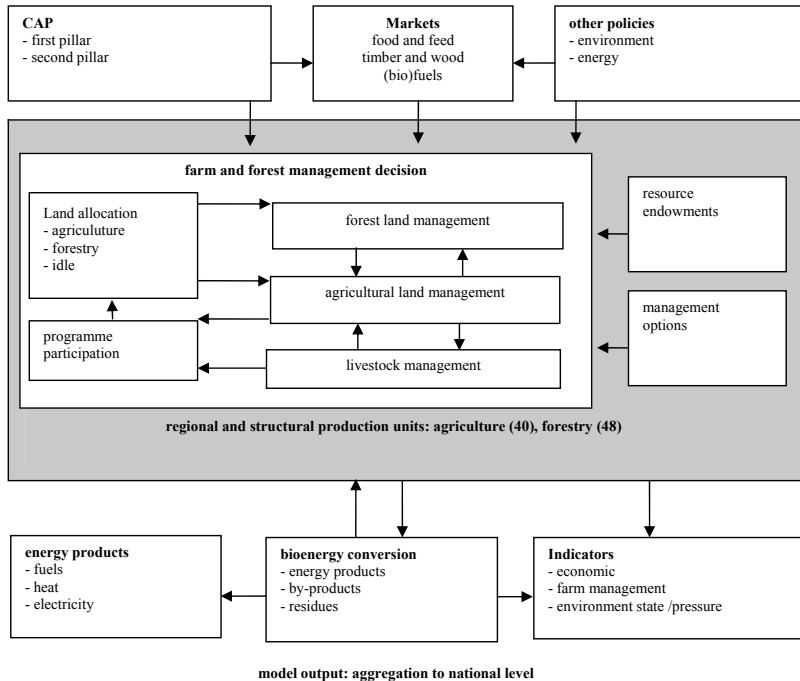 CAP
- first pillar
- second pillar
Markets
food and feed
timber and wood
(bio)fuels
other policies
- environment
- energy
farm and forest management decision
Land allocation
- agriculuture
- forestry
- idle
forest land management
agricultural land management
programme
participation
livestock management
resource
endowments
management
options
regional and structural production units: agriculture (40), forestry (48)
energy products
- fuels
- heat
- electricity
bioenergy conversion
- energy products
- by-products
- residues
Indicators
- economic
- farm management
- environment state /pressure
model output: aggregation to national level